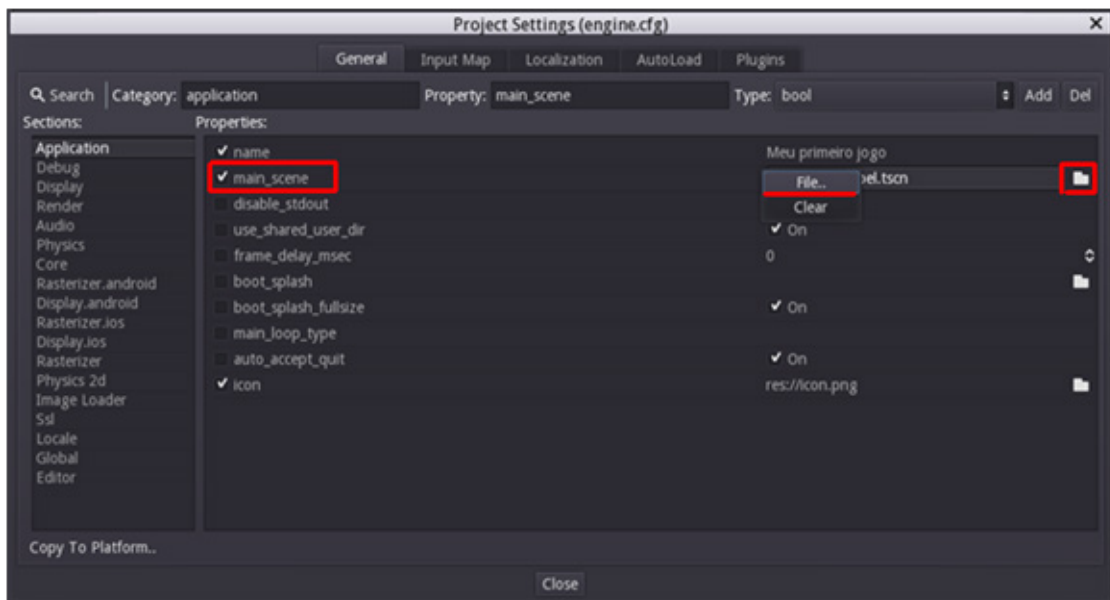 Project Settings (engine.cfg)
General Input Map Localization AutoLoad Plugins
Search Category: application Property: main_scene Type: bool Add Del
Sections: Properties:
Application
Debug
Display
Render
Audio
Physics
Core
Rasterizer.android
Display.android
Rasterizer.ios
Display.ios
Rasterizer
Physics 2d
Image Loader
Ssl
Locale
Global
Editor
name Meu primeiro jogo
main_scene bel.tscn
File..
Clear
disable_stdout
use_shared_user_dir On
frame_delay_msec 0
boot_splash
boot_splash_fullsize On
main_loop_type
auto_accept_quit On
icon res://icon.png
Copy To Platform..
Close